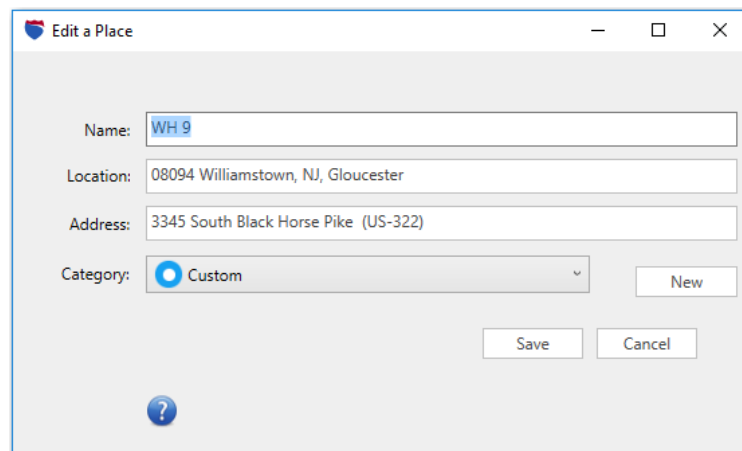 Edit a Place
Name: WH 9
Location: 08094 Williamstown, NJ, Gloucester
Address: 3345 South Black Horse Pike (US-322)
Category: Custom
New
Save Cancel
?